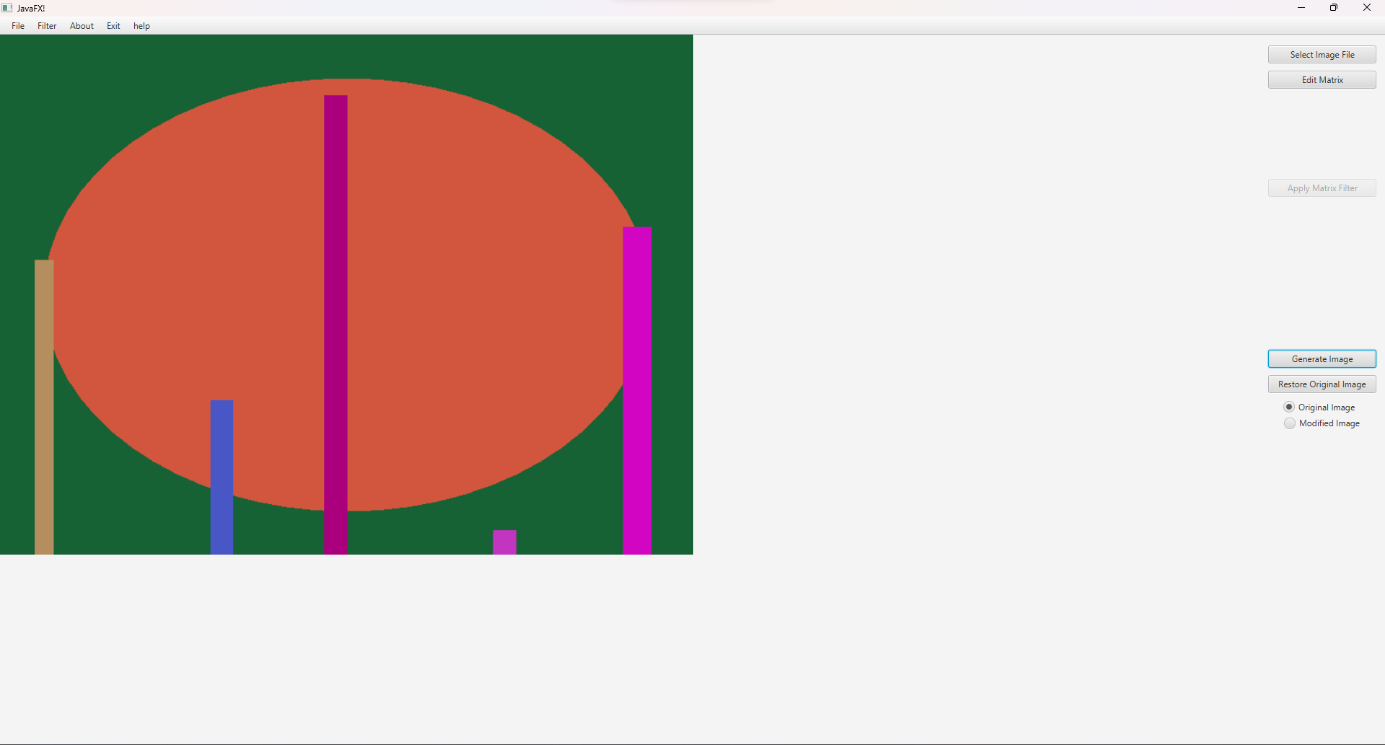 JavaFX!
File Filter About Exit help
Select Image File
Edit Matrix
Apply Matrix Filter
Generate Image
Restore Original Image
Original Image
Modified Image